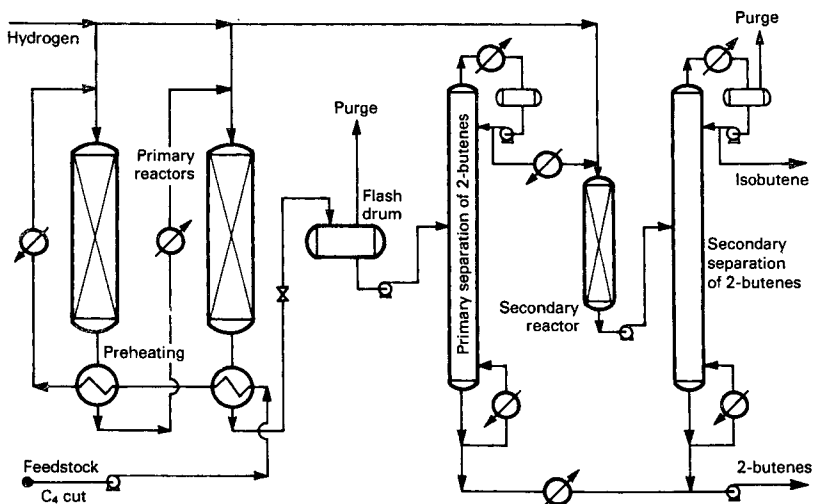 Hydrogen
Primary
reactors
Preheating
Feedstock
C₄ cut
Purge
Flash
drum
Primary separation of 2-butenes
Secondary
reactor
Purge
Isobutene
Secondary
separation
of 2-butenes
2-butenes